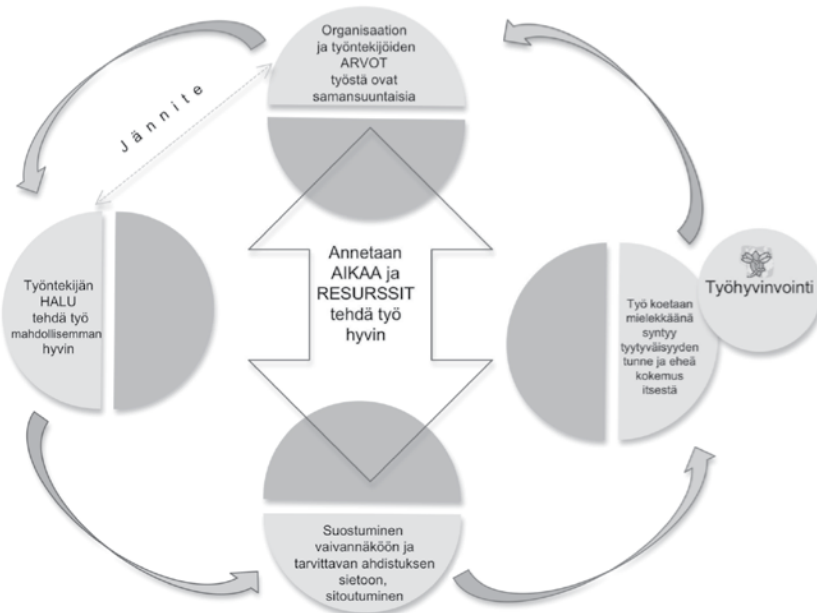 Organisaation
ja työntekijöiden
ARVOT
työstä ovat
samansuuntaisia
Jännite
Työntekijän
HALU
tehdä työ
mahdollisemman
hyvin
Annetaan
AIKAA ja
RESURSSIT
tehdä työ
hyvin
Työhyvinvointi
Työ koetaan
mielekkäänä
syntyy
tyytyväisyyden
tunne ja eheä
kokemus
itsestä
Suostuminen
vaivannäköön ja
tarvittavan ahdistuksen
sietoon,
sitoutuminen